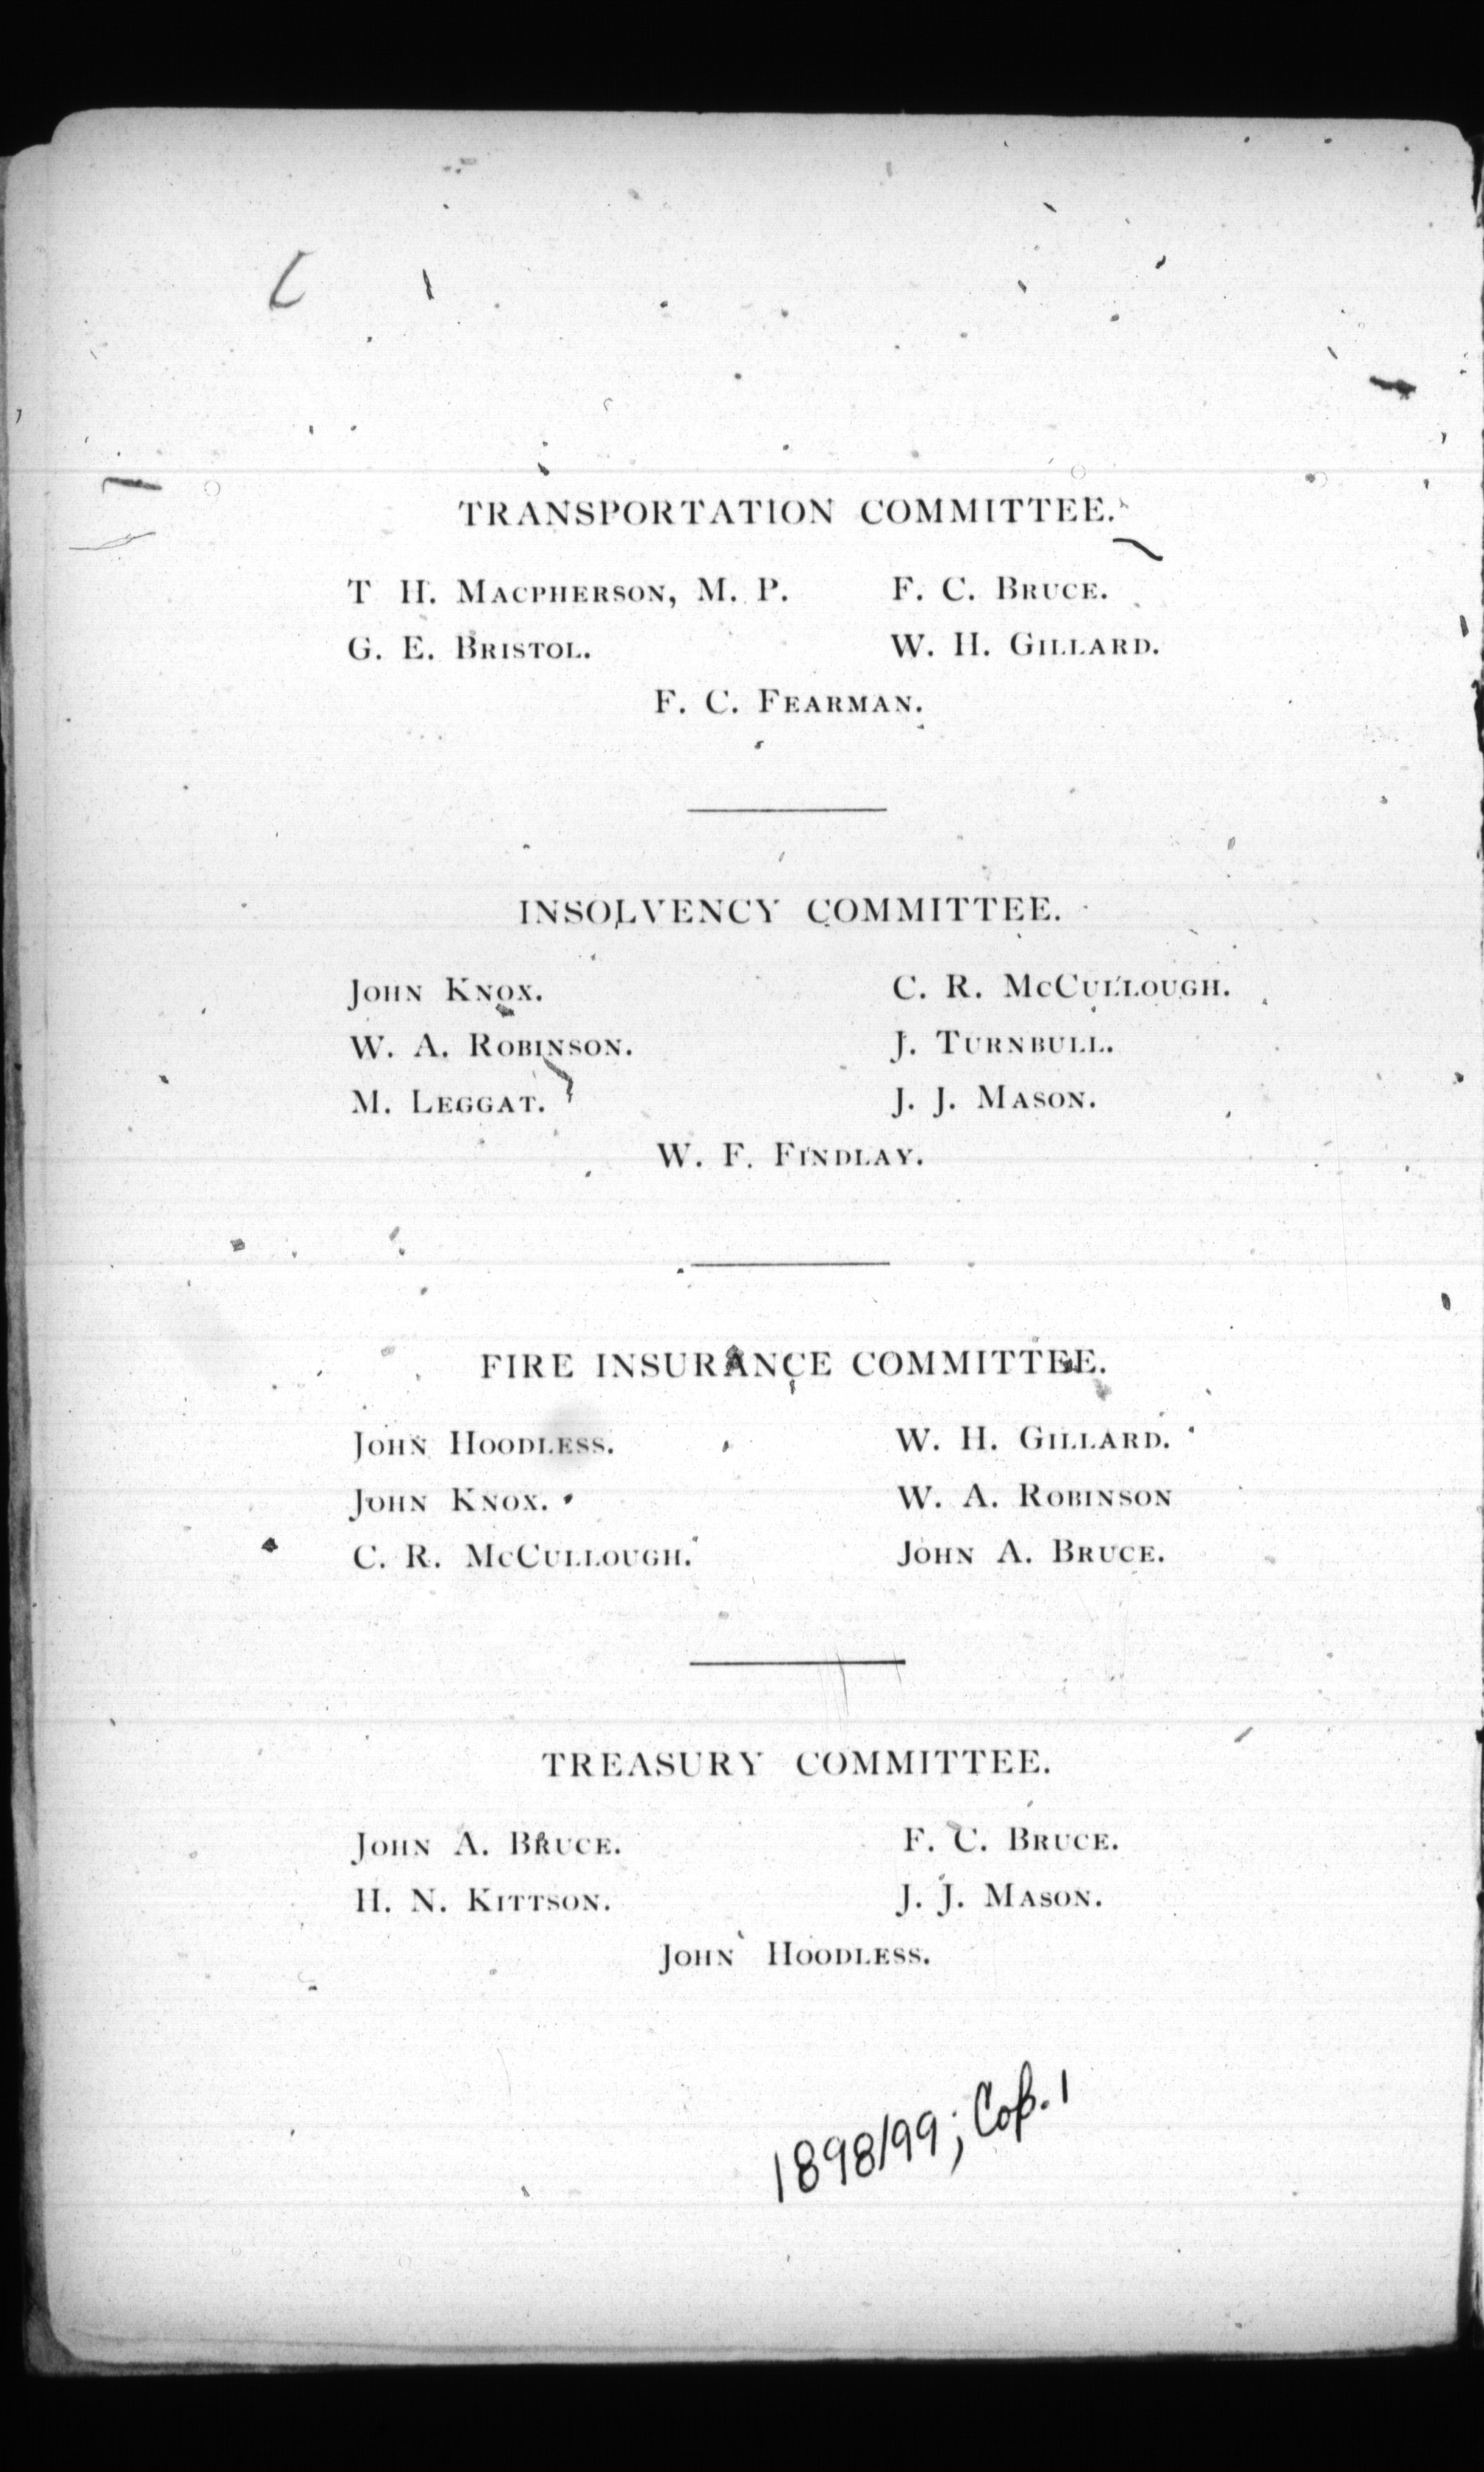 TRANSPORTATION COMMITTEE.
T H. MACPHERSON, M. P. F. C. BRUCE.
G. E. BRISTOL. W. H. GILLARD.
F. C. FEARMAN.
INSOLVENCY COMMITTEE.
JOHN KNOX. C. R. MCCULLOUGH.
W. A. ROBINSON. J. TURNBULL.
M. LEGGAT. J. J. MASON.
W. F. FINDLAY.
FIRE INSURANCE COMMITTEE.
JOHN HOODLESS. W. H. GILLARD.
JOHN KNOX. W. A. ROBINSON
C. R. MCCULLOUGH. JOHN A. BRUCE.
TREASURY COMMITTEE.
JOHN A. BRUCE. F. C. BRUCE.
H. N. KITTSON. J. J. MASON.
JOHN HOODLESS.
1898/99; Cop. 1